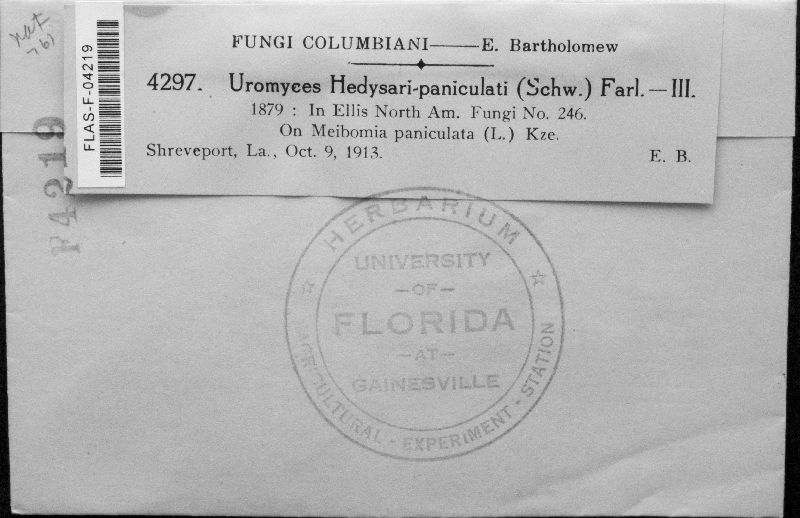 FUNGI COLUMBIANI——E. Bartholomew
4297. Uromyces Hedysari-paniculati (Schw.) Farl.—III.
1879 : In Ellis North Am. Fungi No. 246.
On Meibomia paniculata (L.) Kze.
Shreveport, La., Oct. 9, 1913. E. B.
FLAS-F-04219
F4219
HERBARIUM
UNIVERSITY
—OF—
FLORIDA
—AT—
GAINESVILLE
AGRICULTURAL - EXPERIMENT - STATION